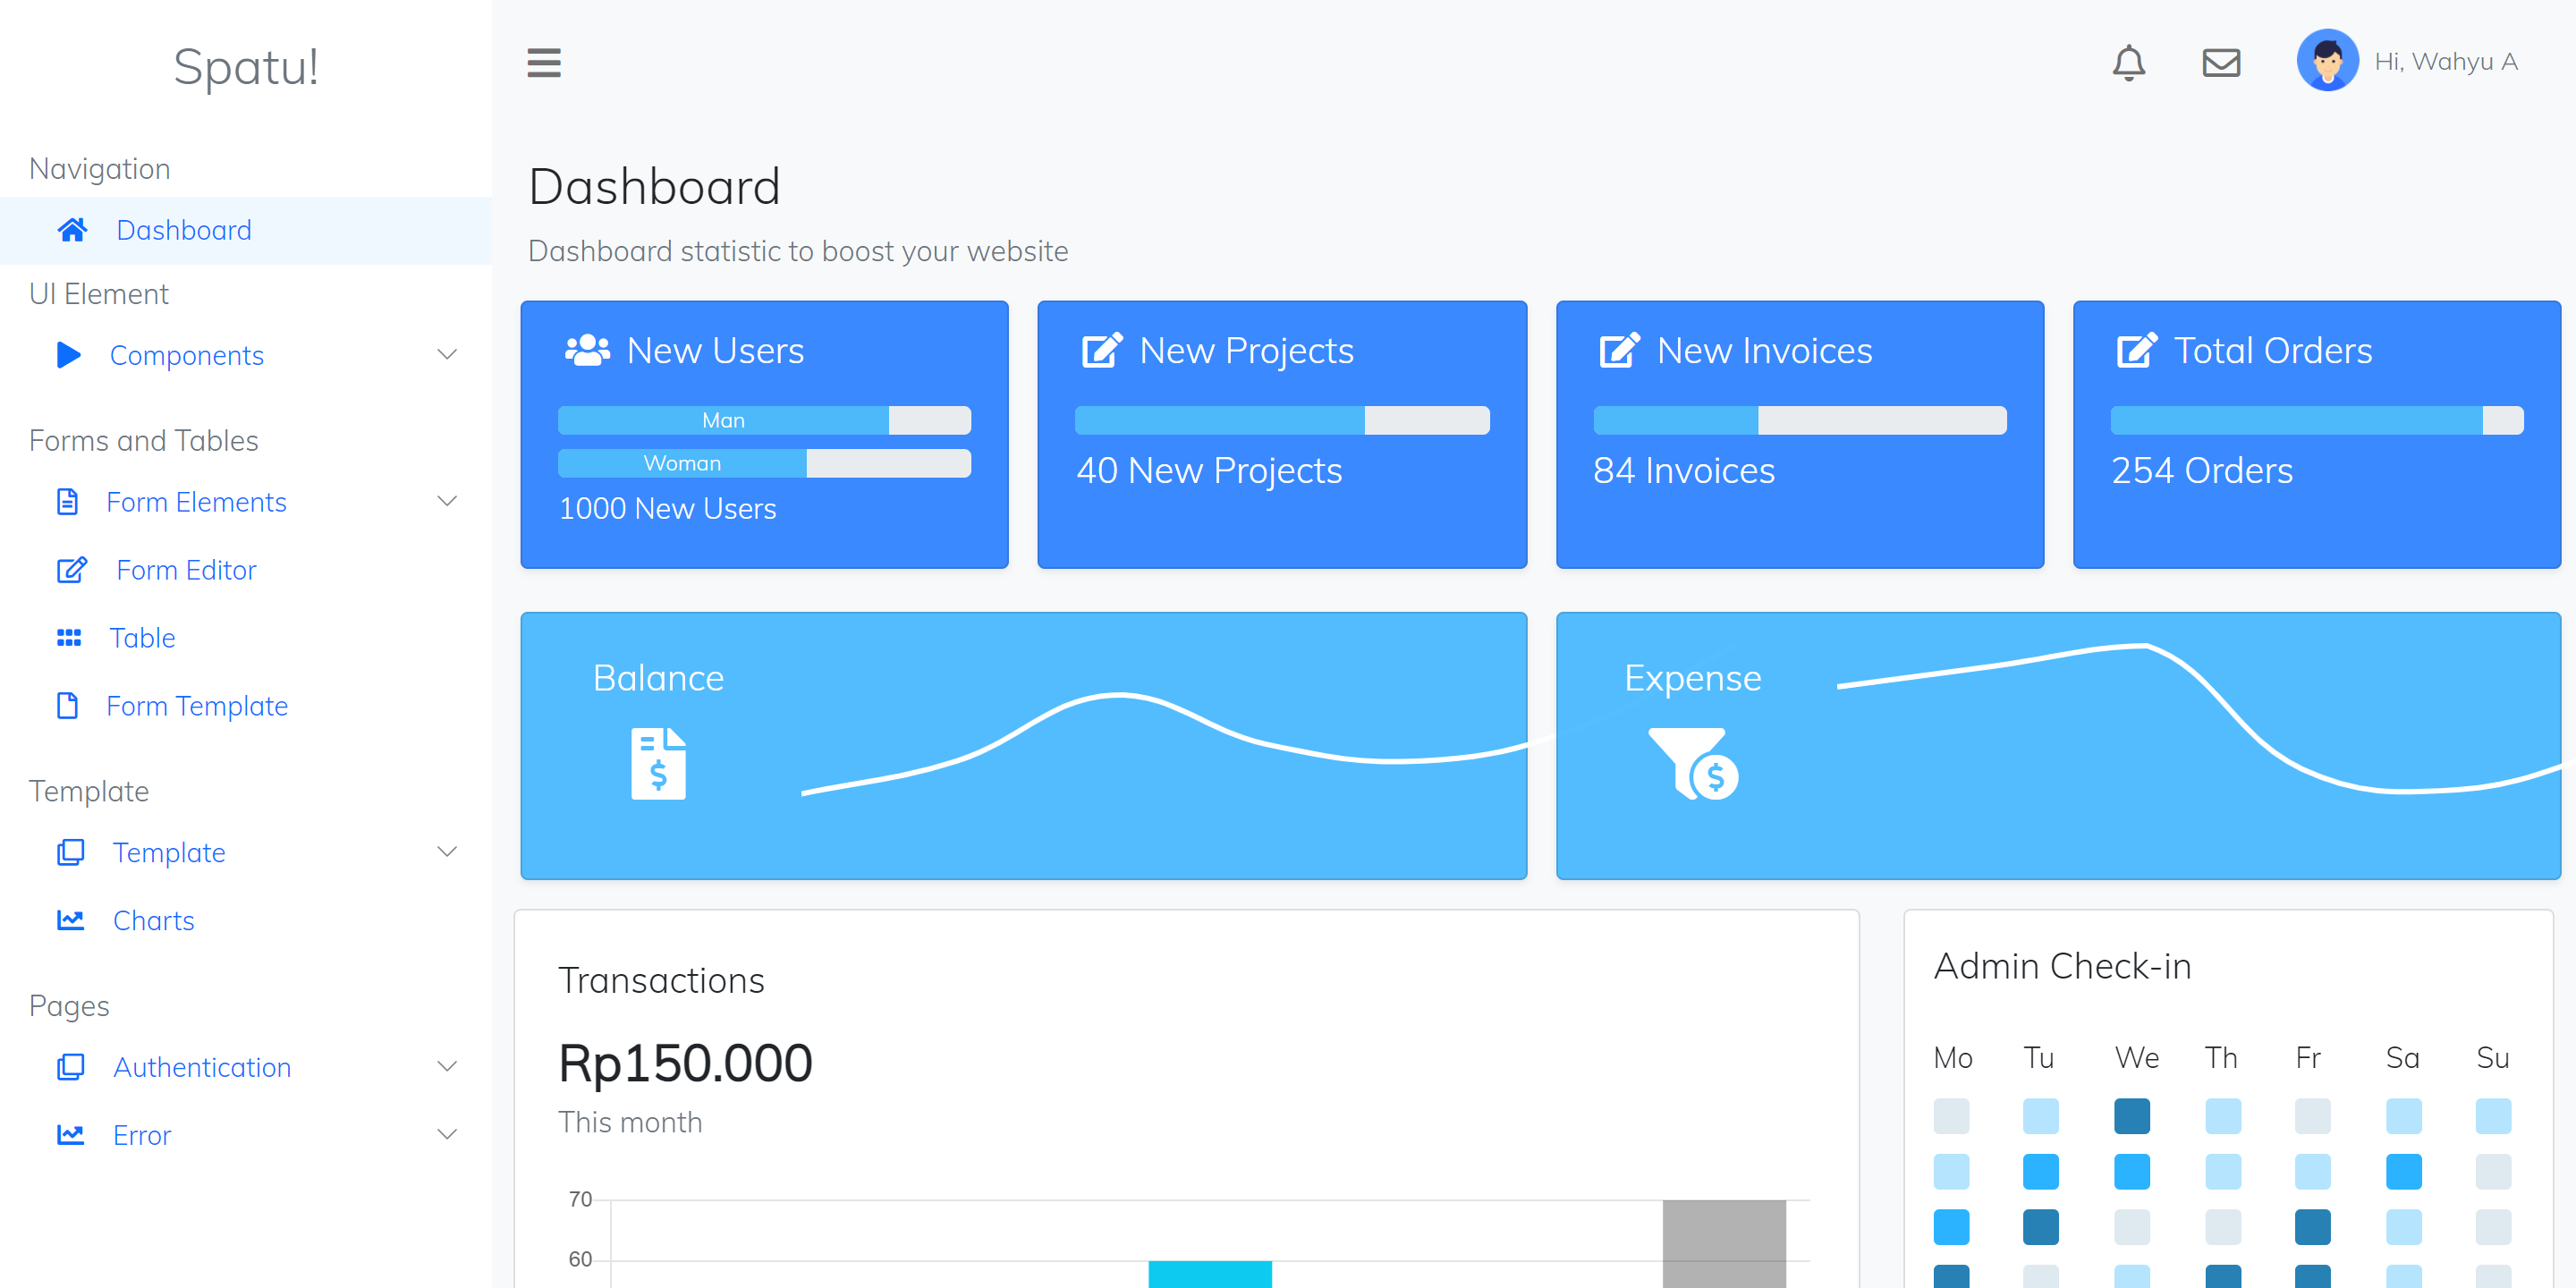 Spatu!
Hi, Wahyu A
Navigation
Dashboard
UI Element
Components
Forms and Tables
Form Elements
Form Editor
Table
Form Template
Template
Template
Charts
Pages
Authentication
Error
Dashboard
Dashboard statistic to boost your website
New Users
Man
Woman
1000 New Users
New Projects
40 New Projects
New Invoices
84 Invoices
Total Orders
254 Orders
Balance
$
Expense
$
Transactions
Rp150.000
This month
70
60
Admin Check-in
Mo Tu We Th Fr Sa Su